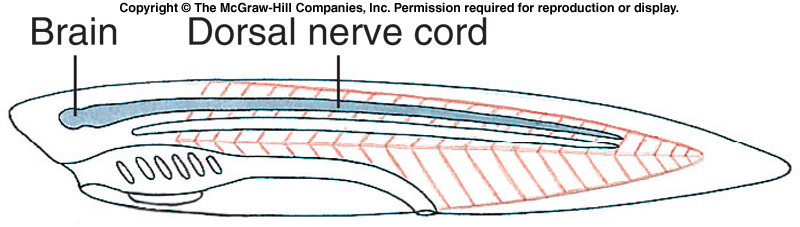 Copyright © The McGraw-Hill Companies, Inc. Permission required for reproduction or display.
Brain Dorsal nerve cord